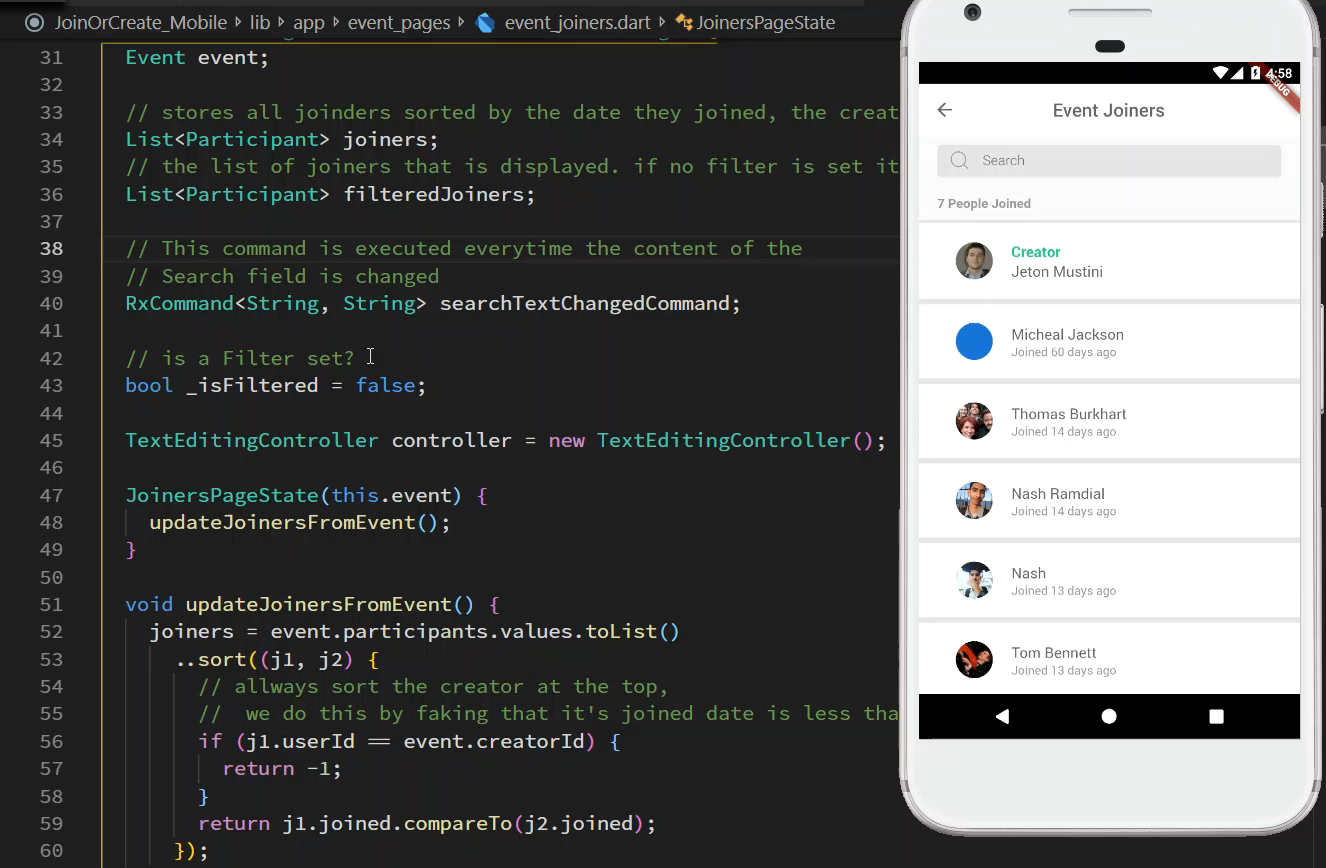 JoinOrCreate_Mobile › lib › app › event_pages › event_joiners.dart › JoinersPageState
31 Event event;
32
33 // stores all joinders sorted by the date they joined, the creat
34 List<Participant> joiners;
35 // the list of joiners that is displayed. if no filter is set it
36 List<Participant> filteredJoiners;
37
38 // This command is executed everytime the content of the
39 // Search field is changed
40 RxCommand<String, String> searchTextChangedCommand;
41
42 // is a Filter set?
43 bool _isFiltered = false;
44
45 TextEditingController controller = new TextEditingController();
46
47 JoinersPageState(this.event) {
48 updateJoinersFromEvent();
49 }
50
51 void updateJoinersFromEvent() {
52 joiners = event.participants.values.toList()
53 ..sort((j1, j2) {
54 // allways sort the creator at the top,
55 //  we do this by faking that it's joined date is less tha
56 if (j1.userId == event.creatorId) {
57 return -1;
58 }
59 return j1.joined.compareTo(j2.joined);
60 });
4:58
DEBUG
Event Joiners
Search
7 People Joined
Creator
Jeton Mustini
Micheal Jackson
Joined 60 days ago
Thomas Burkhart
Joined 14 days ago
Nash Ramdial
Joined 14 days ago
Nash
Joined 13 days ago
Tom Bennett
Joined 13 days ago